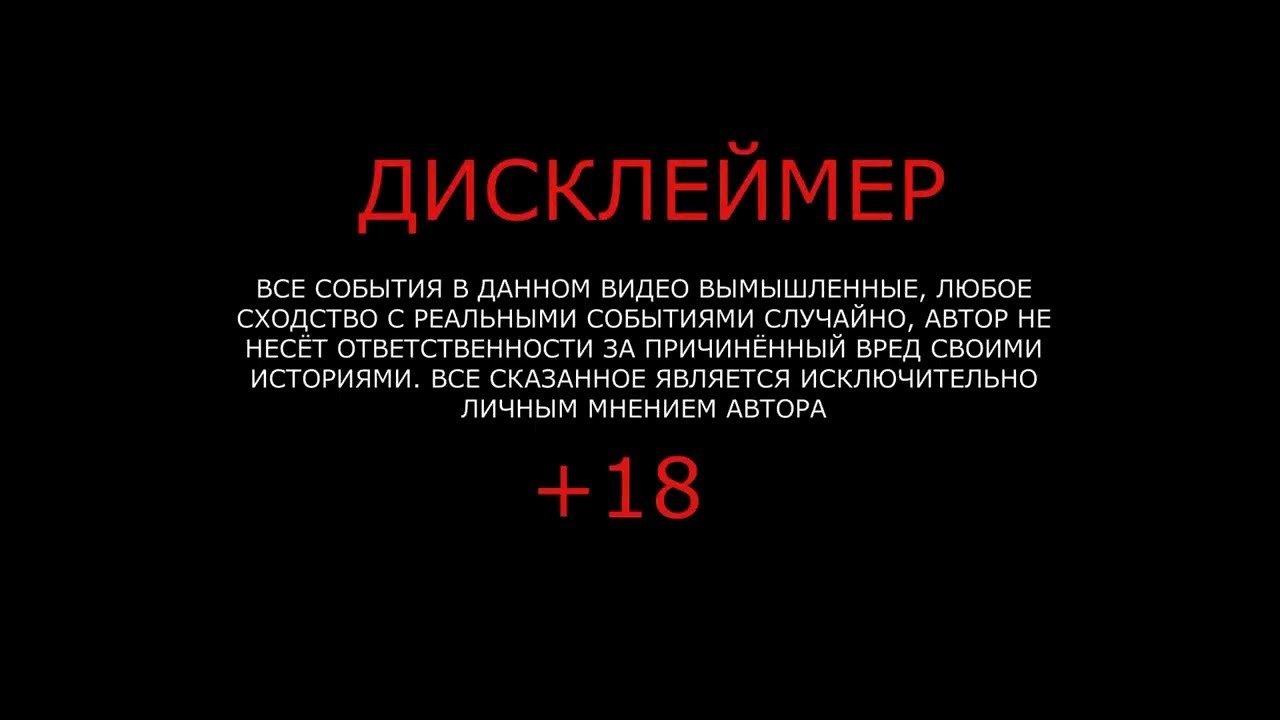 ДИСКЛЕЙМЕР
ВСЕ СОБЫТИЯ В ДАННОМ ВИДЕО ВЫМЫШЛЕННЫЕ, ЛЮБОЕ
СХОДСТВО С РЕАЛЬНЫМИ СОБЫТИЯМИ СЛУЧАЙНО, АВТОР НЕ
НЕСЁТ ОТВЕТСТВЕННОСТИ ЗА ПРИЧИНЁННЫЙ ВРЕД СВОИМИ
ИСТОРИЯМИ. ВСЕ СКАЗАННОЕ ЯВЛЯЕТСЯ ИСКЛЮЧИТЕЛЬНО
ЛИЧНЫМ МНЕНИЕМ АВТОРА
+18